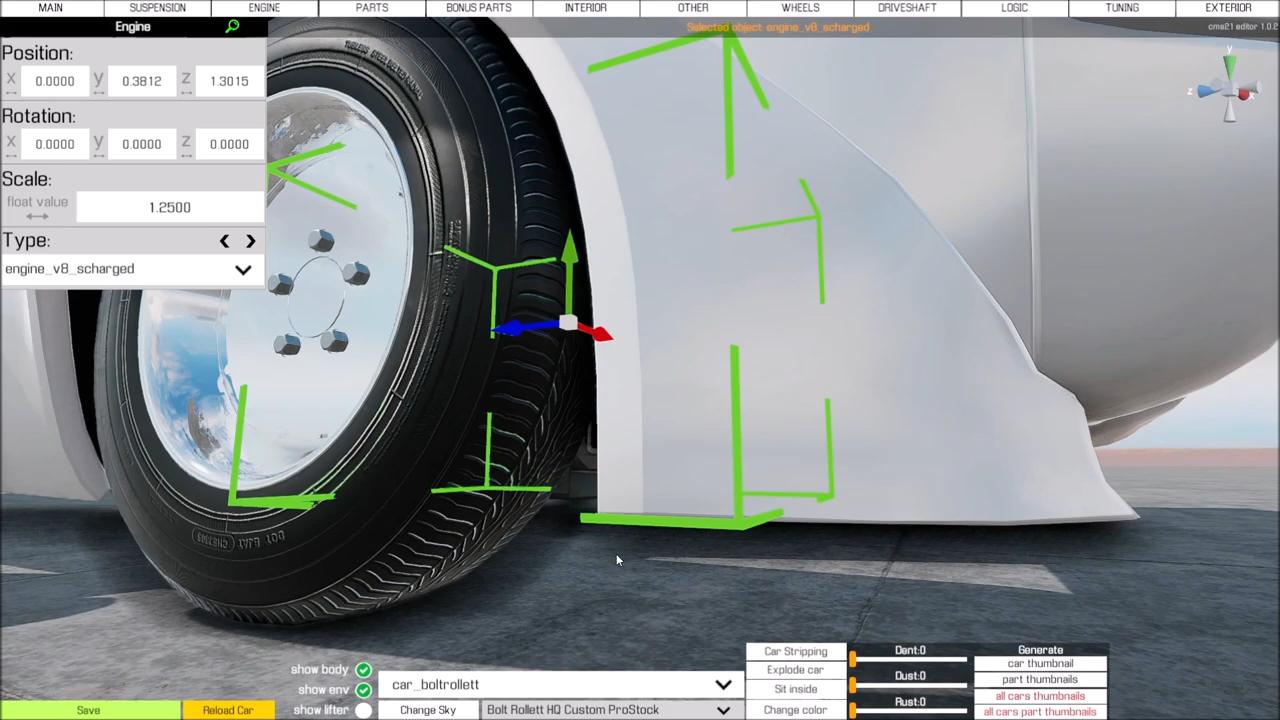 MAIN SUSPENSION ENGINE PARTS BONUS PARTS INTERIOR OTHER WHEELS DRIVESHAFT LOGIC TUNING EXTERIOR
Engine
Selected object engine_v8_scharged
cms21 editor 1.0.2
Position:
X 0.0000 y 0.3812 Z 1.3015
Rotation:
X 0.0000 y 0.0000 Z 0.0000
Scale:
float value 1.2500
Type:
engine_v8_scharged
y
z x
DOT EJAY CHE7003
show body
show env
show lifter
car_boltrollett
Change Sky
Bolt Rollett HQ Custom ProStock
Save
Reload Car
Car Stripping
Explode car
Sit inside
Change color
Dent:0
Dust:0
Rust:0
Generate
car thumbnail
part thumbnails
all cars thumbnails
all cars part thumbnails